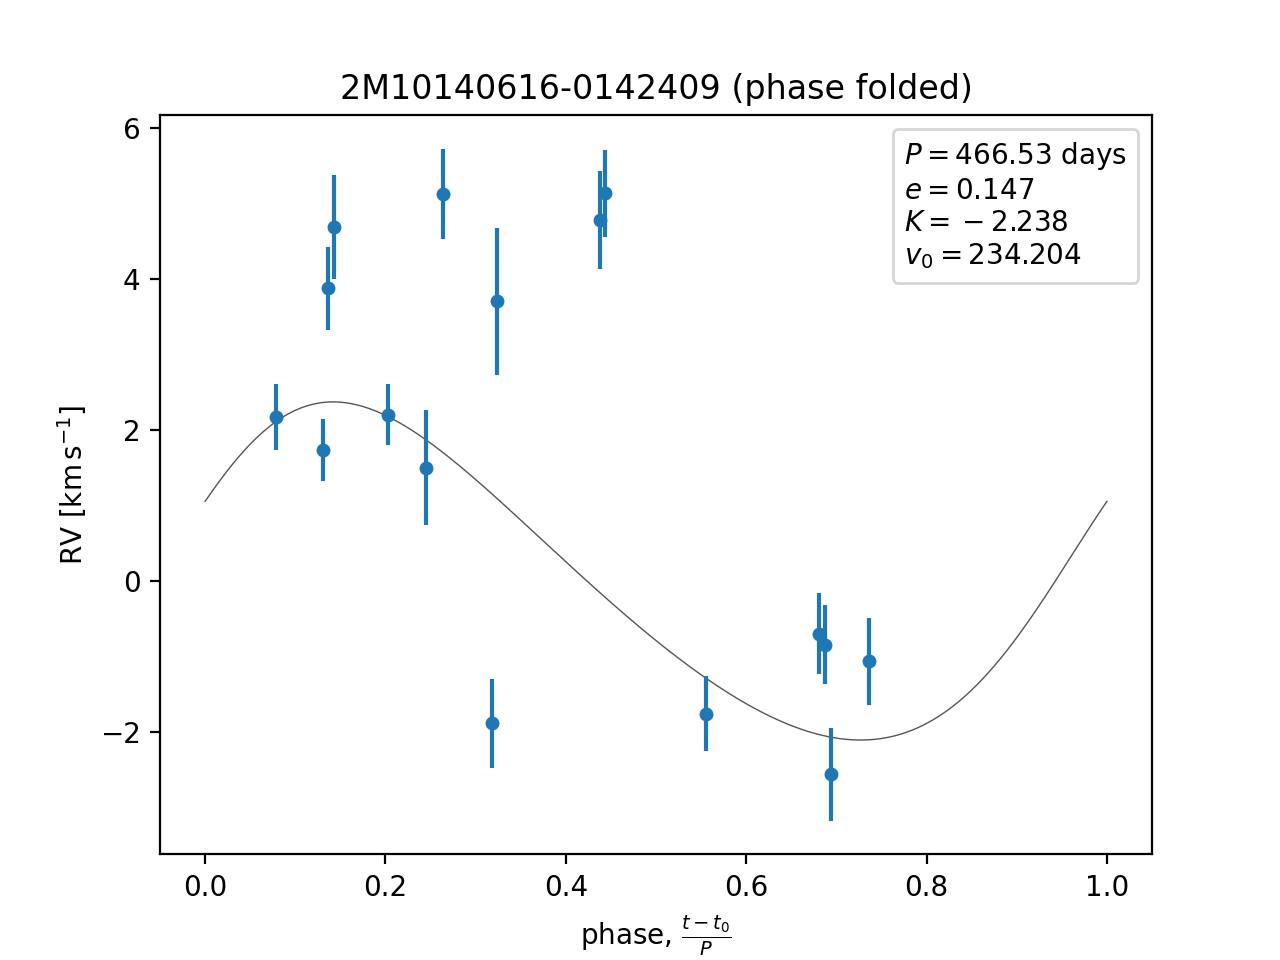 2M10140616-0142409 (phase folded)
P = 466.53 days
e = 0.147
K = −2.238
v₀ = 234.204
6
4
2
0
−2
RV [km s⁻¹]
0.0 0.2 0.4 0.6 0.8 1.0
phase, (t − t₀)/P